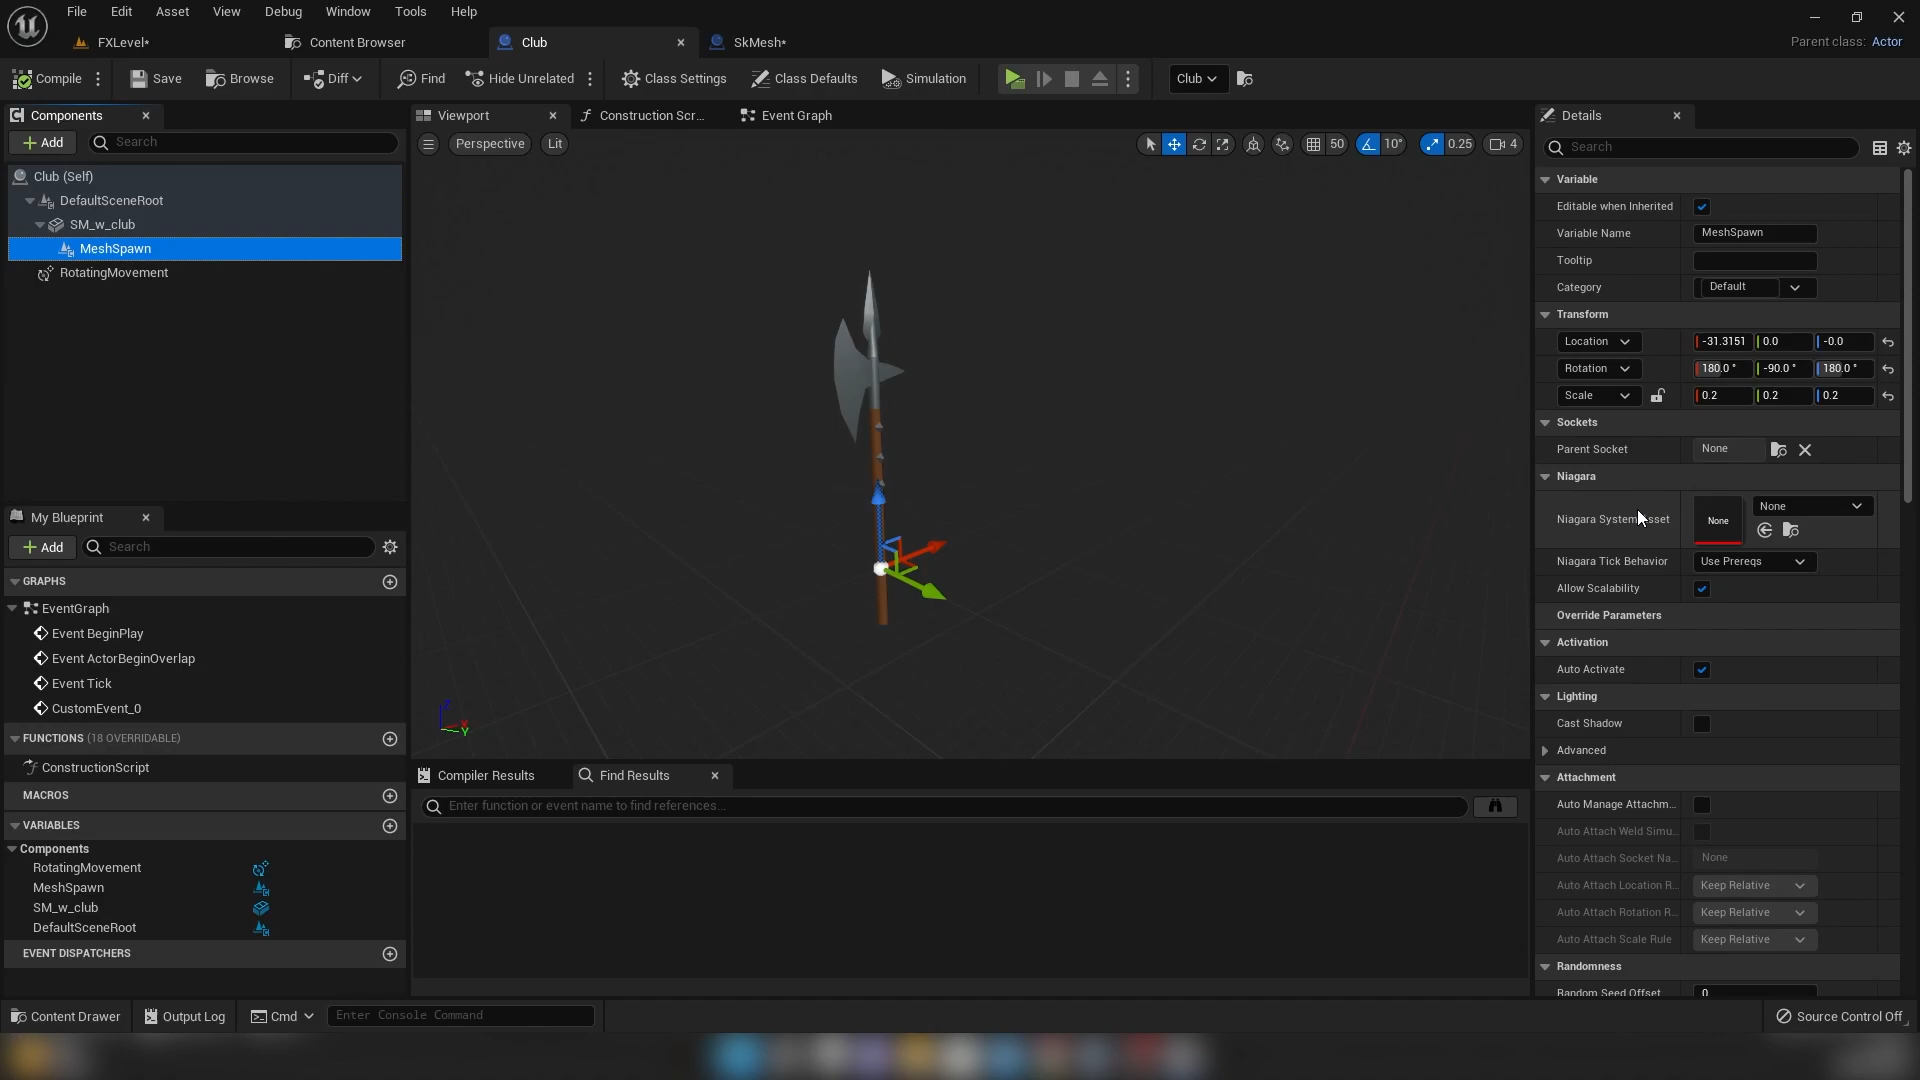 File Edit Asset View Debug Window Tools Help
FXLevel* Content Browser Club SkMesh*
Parent class: Actor
Compile Save Browse Diff Find Hide Unrelated Class Settings Class Defaults Simulation Club
Components
Add Search
Club (Self)
DefaultSceneRoot
SM_w_club
MeshSpawn
RotatingMovement
My Blueprint
Add Search
GRAPHS
EventGraph
Event BeginPlay
Event ActorBeginOverlap
Event Tick
CustomEvent_0
FUNCTIONS (18 OVERRIDABLE)
ConstructionScript
MACROS
VARIABLES
Components
RotatingMovement
MeshSpawn
SM_w_club
DefaultSceneRoot
EVENT DISPATCHERS
Viewport Construction Scr... Event Graph
Perspective Lit 50 10° 0.25 4
Z X Y
Compiler Results Find Results
Enter function or event name to find references...
Details
Search
Variable
Editable when Inherited
Variable Name MeshSpawn
Tooltip
Category Default
Transform
Location -31.3151 0.0 -0.0
Rotation 180.0 ° -90.0 ° 180.0 °
Scale 0.2 0.2 0.2
Sockets
Parent Socket None
Niagara
Niagara System sset None None
Niagara Tick Behavior Use Prereqs
Allow Scalability
Override Parameters
Activation
Auto Activate
Lighting
Cast Shadow
Advanced
Attachment
Auto Manage Attachm...
Auto Attach Weld Simu...
Auto Attach Socket Na... None
Auto Attach Location R... Keep Relative
Auto Attach Rotation R... Keep Relative
Auto Attach Scale Rule Keep Relative
Randomness
Random Seed Offset 0
Content Drawer Output Log Cmd Enter Console Command Source Control Off